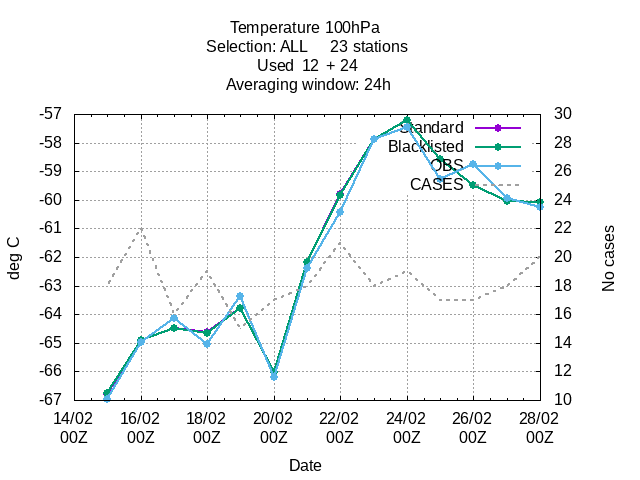 Temperature 100hPa
Selection: ALL 23 stations
Used 12 + 24
Averaging window: 24h
-57
-58
-59
-60
-61
-62
-63
-64
-65
-66
-67
30
28
26
24
22
20
18
16
14
12
10
Standard
Blacklisted
OBS
CASES
deg C
No cases
14/02 16/02 18/02 20/02 22/02 24/02 26/02 28/02
00Z 00Z 00Z 00Z 00Z 00Z 00Z 00Z
Date